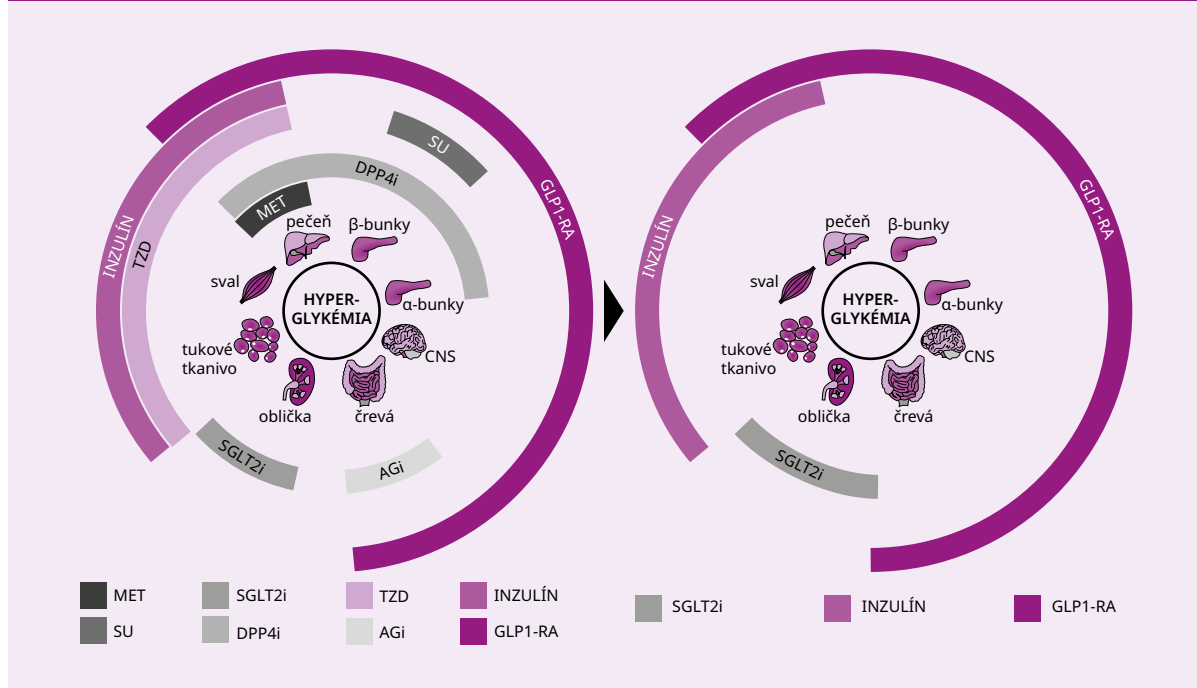 GLP1-RA
INZULÍN
TZD
SU
DPP4i
MET
pečeň
β-bunky
sval
α-bunky
HYPER-
GLYKÉMIA
tukové
tkanivo
CNS
oblička
črevá
SGLT2i
AGi
MET
SGLT2i
TZD
INZULÍN
SU
DPP4i
AGi
GLP1-RA
GLP1-RA
INZULÍN
pečeň
β-bunky
sval
α-bunky
HYPER-
GLYKÉMIA
tukové
tkanivo
CNS
oblička
črevá
SGLT2i
SGLT2i
INZULÍN
GLP1-RA